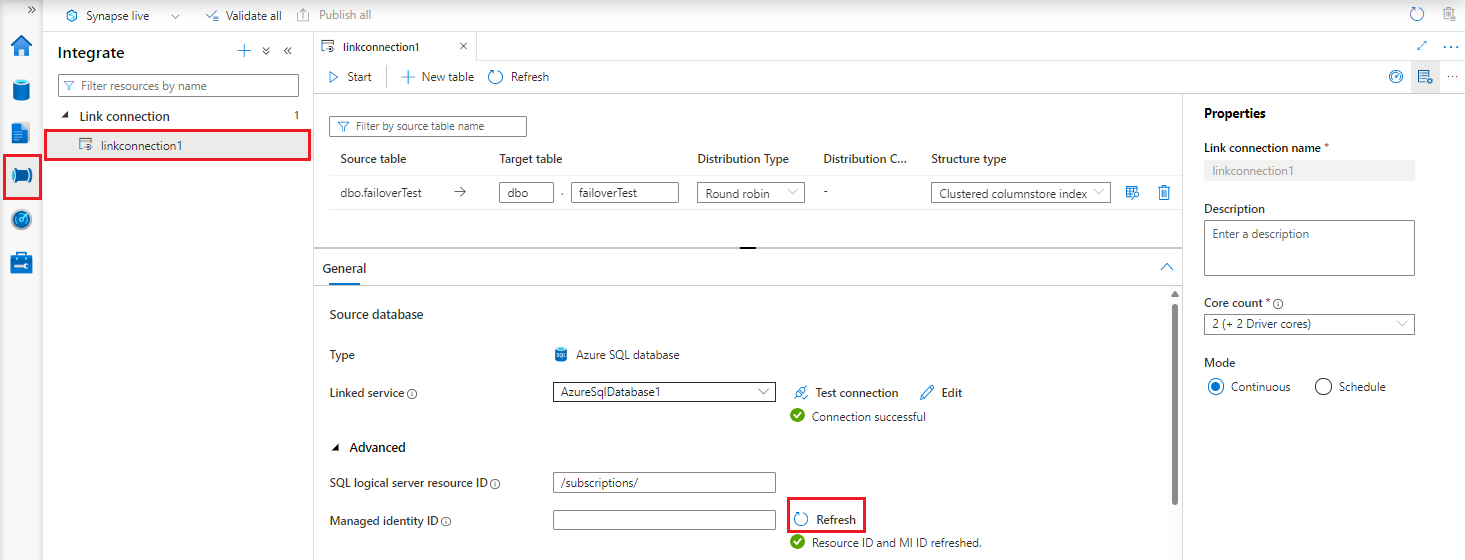 »
Synapse live
Validate all
Publish all
Integrate
«
Filter resources by name
Link connection 1
linkconnection1
linkconnection1 ×
Start
New table
Refresh
Filter by source table name
Source table Target table Distribution Type Distribution C... Structure type
dbo.failoverTest → dbo . failoverTest Round robin - Clustered columnstore index
General
Source database
Type SQL Azure SQL database
Linked service AzureSqlDatabase1 Test connection Edit
Connection successful
Advanced
SQL logical server resource ID /subscriptions/
Managed identity ID Refresh
Resource ID and MI ID refreshed.
Properties
Link connection name *
linkconnection1
Description
Enter a description
Core count *
2 (+ 2 Driver cores)
Mode
Continuous Schedule